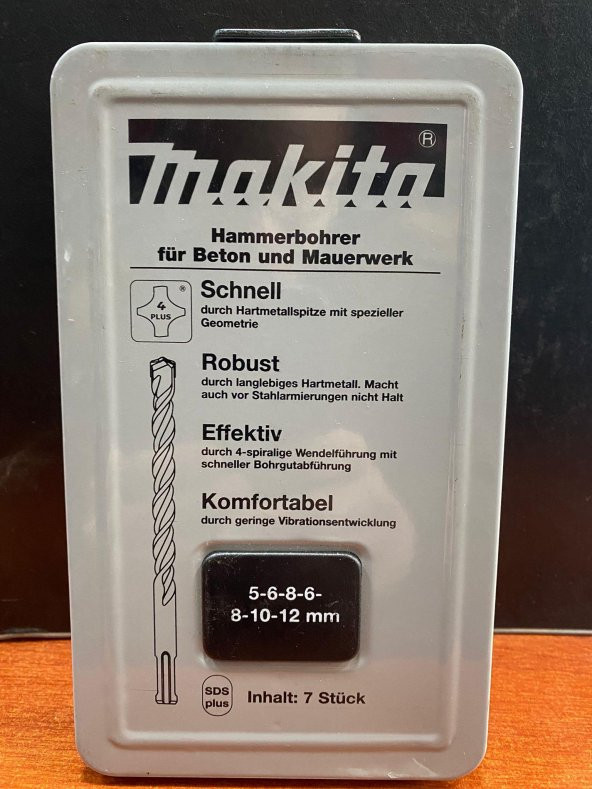 makita®
Hammerbohrer
für Beton und Mauerwerk
4
PLUS
®
Schnell
durch Hartmetallspitze mit spezieller
Geometrie
Robust
durch langlebiges Hartmetall. Macht
auch vor Stahlarmierungen nicht Halt
Effektiv
durch 4-spiralige Wendelführung mit
schneller Bohrgutabführung
Komfortabel
durch geringe Vibrationsentwicklung
5-6-8-6-
8-10-12 mm
SDS
plus
Inhalt: 7 Stück